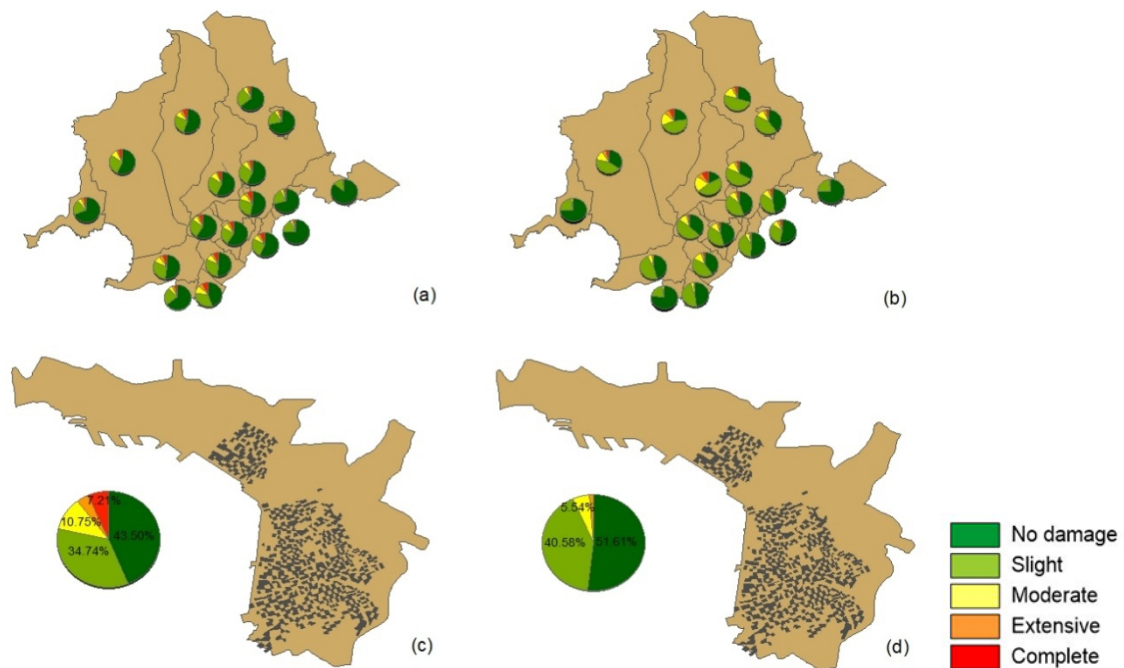 (a)
(b)
7.21%
10.75%
43.50%
34.74%
(c)
5.54%
40.58%
51.61%
(d)
No damage
Slight
Moderate
Extensive
Complete